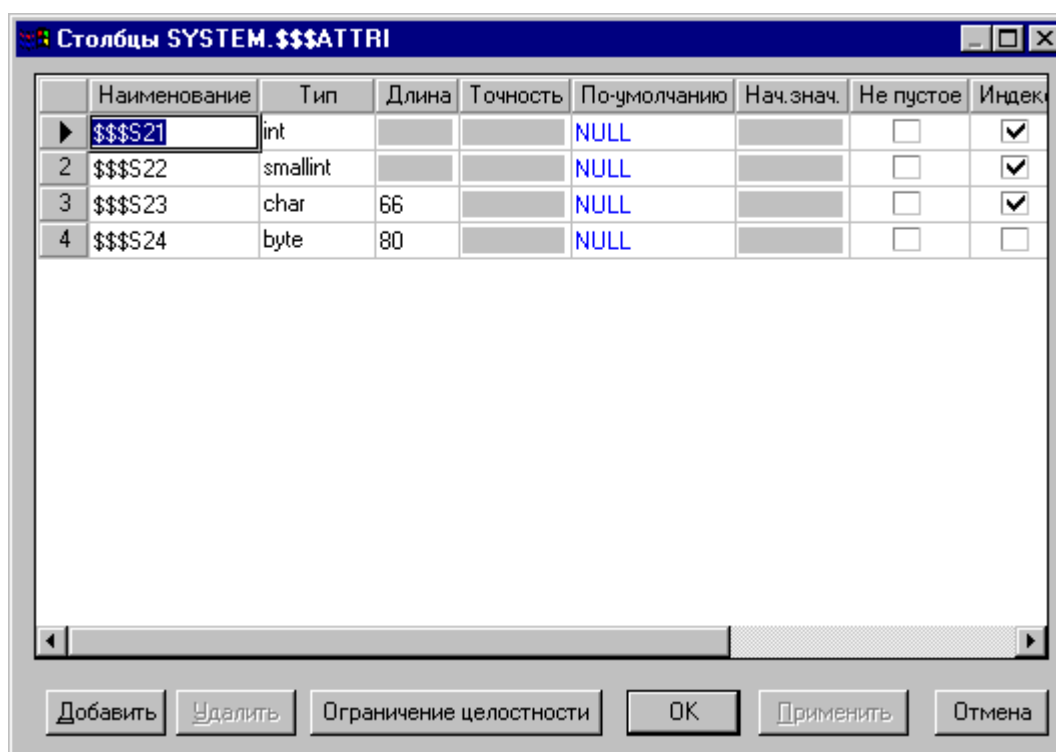 Столбцы SYSTEM.$$$ATTRI
Наименование Тип Длина Точность По-умолчанию Нач.знач. Не пустое Индек
$$$S21 int NULL
2 $$$S22 smallint NULL
3 $$$S23 char 66 NULL
4 $$$S24 byte 80 NULL
Добавить Удалить Ограничение целостности OK Применить Отмена